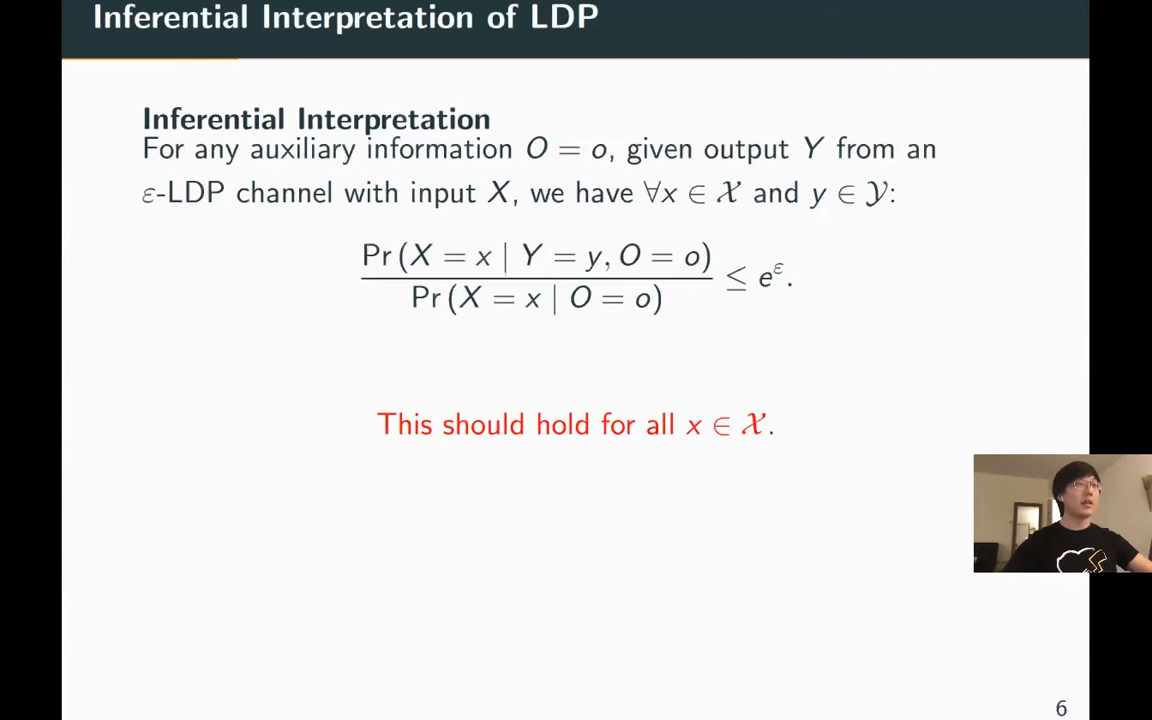 Inferential Interpretation of LDP
Inferential Interpretation
For any auxiliary information O = o, given output Y from an
ε-LDP channel with input X, we have ∀x ∈ 𝒳 and y ∈ 𝒴:
Pr (X = x | Y = y, O = o)
Pr (X = x | O = o)
≤ e^ε.
This should hold for all x ∈ 𝒳.
6